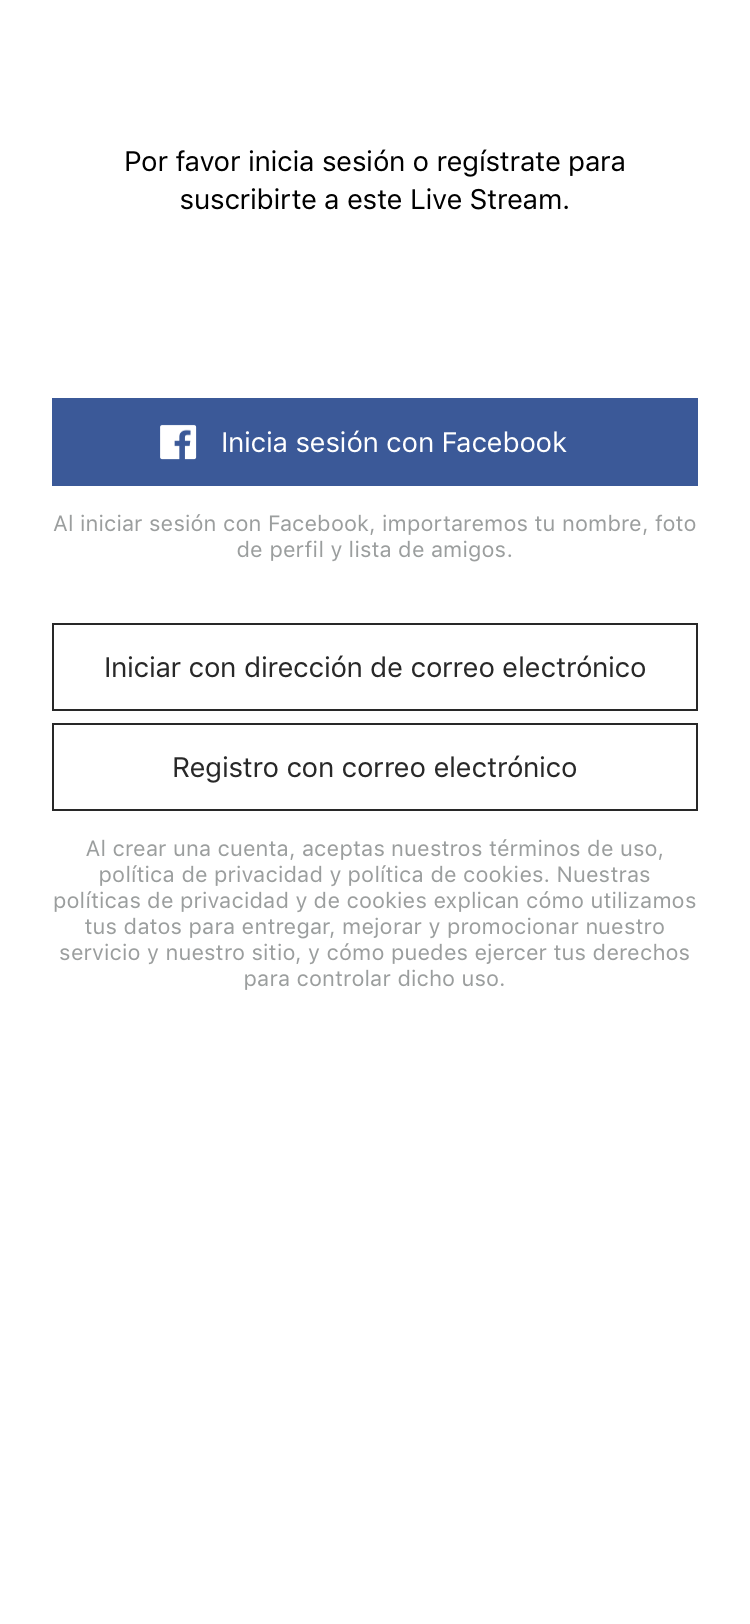 Por favor inicia sesión o regístrate para
suscribirte a este Live Stream.
Inicia sesión con Facebook
Al iniciar sesión con Facebook, importaremos tu nombre, foto
de perfil y lista de amigos.
Iniciar con dirección de correo electrónico
Registro con correo electrónico
Al crear una cuenta, aceptas nuestros términos de uso,
política de privacidad y política de cookies. Nuestras
políticas de privacidad y de cookies explican cómo utilizamos
tus datos para entregar, mejorar y promocionar nuestro
servicio y nuestro sitio, y cómo puedes ejercer tus derechos
para controlar dicho uso.